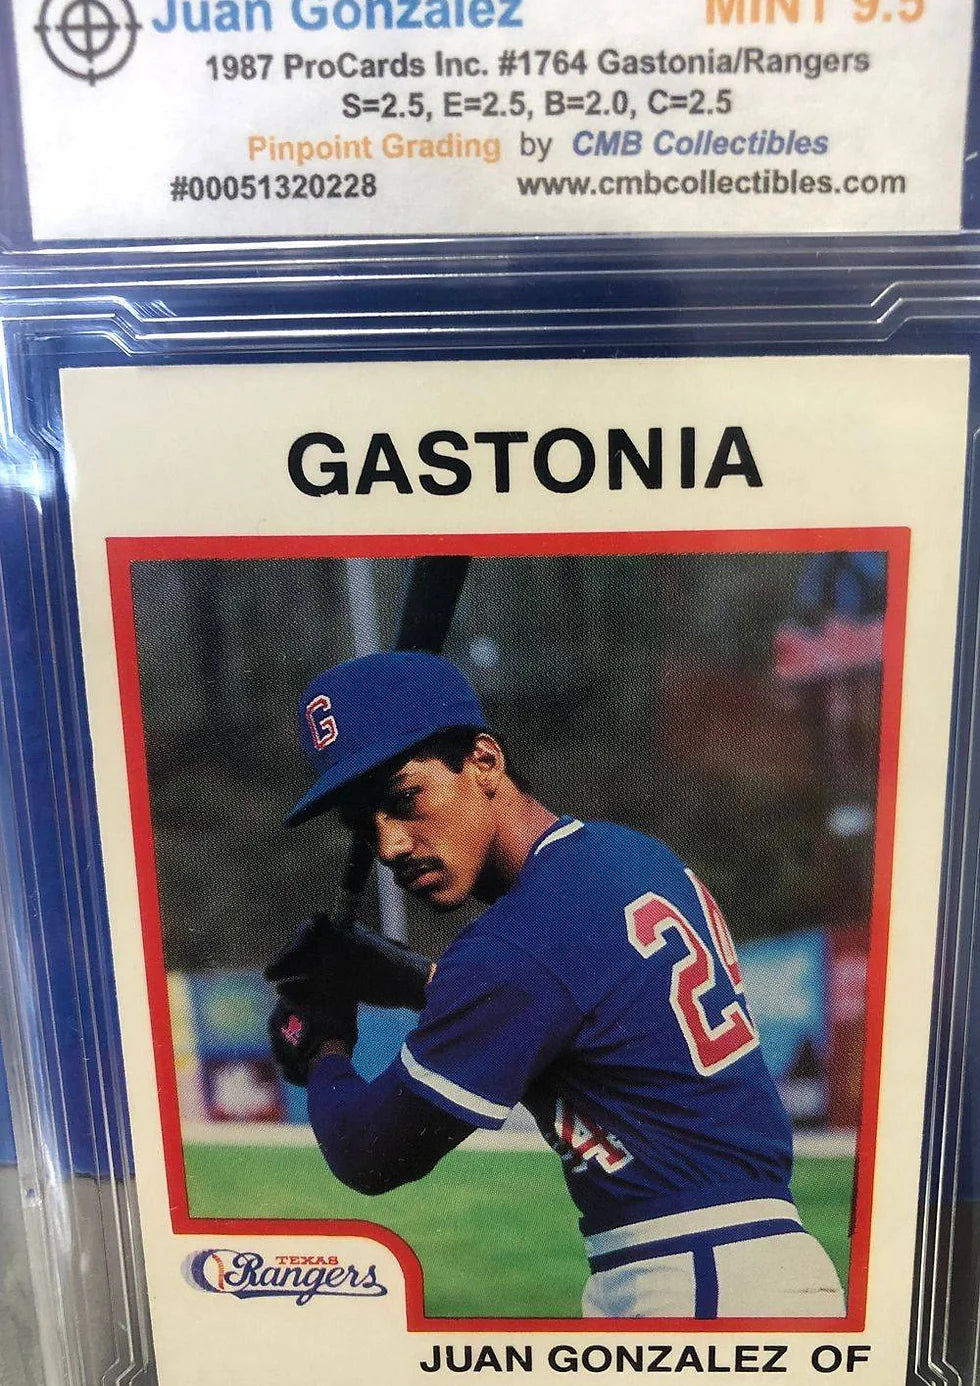 Juan Gonzalez MINT 9.5
1987 ProCards Inc. #1764 Gastonia/Rangers
S=2.5, E=2.5, B=2.0, C=2.5
Pinpoint Grading by CMB Collectibles
#00051320228 www.cmbcollectibles.com
GASTONIA
G
24
TEXAS
Rangers
JUAN GONZALEZ OF